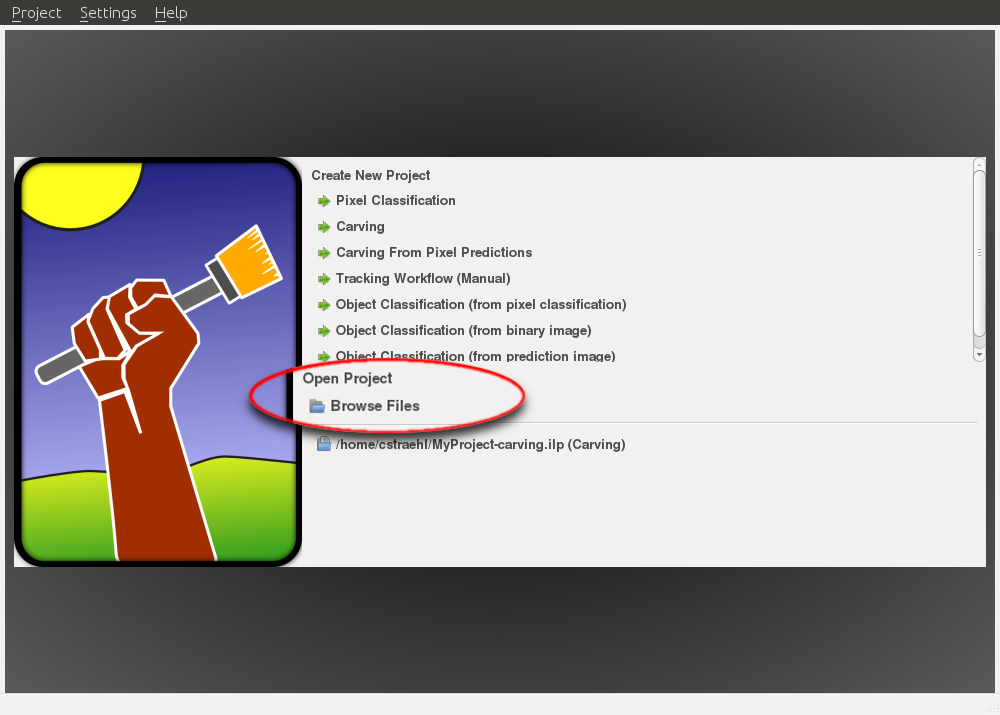 Project Settings Help
Create New Project
Pixel Classification
Carving
Carving From Pixel Predictions
Tracking Workflow (Manual)
Object Classification (from pixel classification)
Object Classification (from binary image)
Object Classification (from prediction image)
Open Project
Browse Files
/home/cstraehl/MyProject-carving.ilp (Carving)